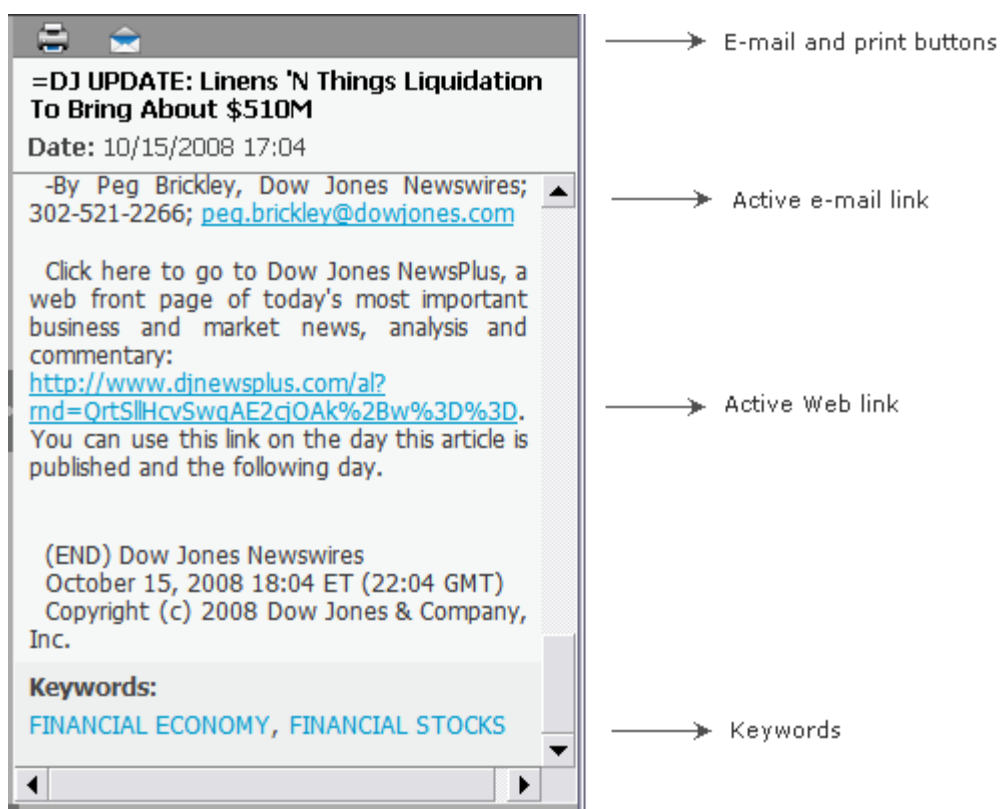 E-mail and print buttons
=DJ UPDATE: Linens 'N Things Liquidation
To Bring About $510M
Date: 10/15/2008 17:04
-By Peg Brickley, Dow Jones Newswires;
302-521-2266; peg.brickley@dowjones.com
Active e-mail link
Click here to go to Dow Jones NewsPlus, a
web front page of today's most important
business and market news, analysis and
commentary:
http://www.djnewsplus.com/al?
rnd=QrtSllHcvSwqAE2cjOAk%2Bw%3D%3D.
Active Web link
You can use this link on the day this article is
published and the following day.
(END) Dow Jones Newswires
October 15, 2008 18:04 ET (22:04 GMT)
Copyright (c) 2008 Dow Jones & Company,
Inc.
Keywords:
FINANCIAL ECONOMY, FINANCIAL STOCKS
Keywords